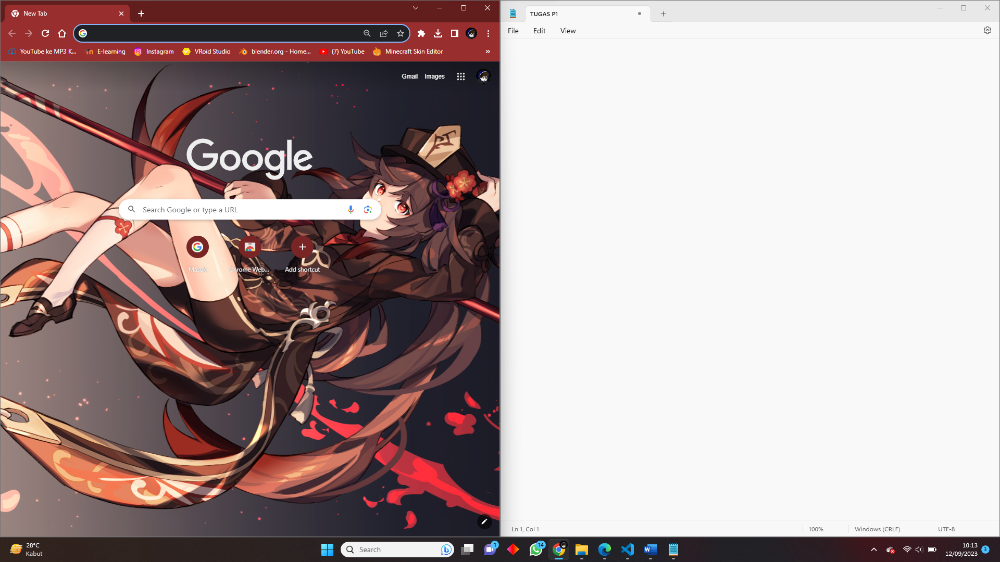 New Tab
YouTube ke MP3 K...
E-learning
Instagram
VRoid Studio
blender.org - Home...
(7) YouTube
Minecraft Skin Editor
»
Gmail
Images
Google
Search Google or type a URL
Masuk
Chrome Web...
Add shortcut
TUGAS P1
File
Edit
View
Ln 1, Col 1
100%
Windows (CRLF)
UTF-8
28°C
Kabut
Search
1
14
10:13
12/09/2023
3